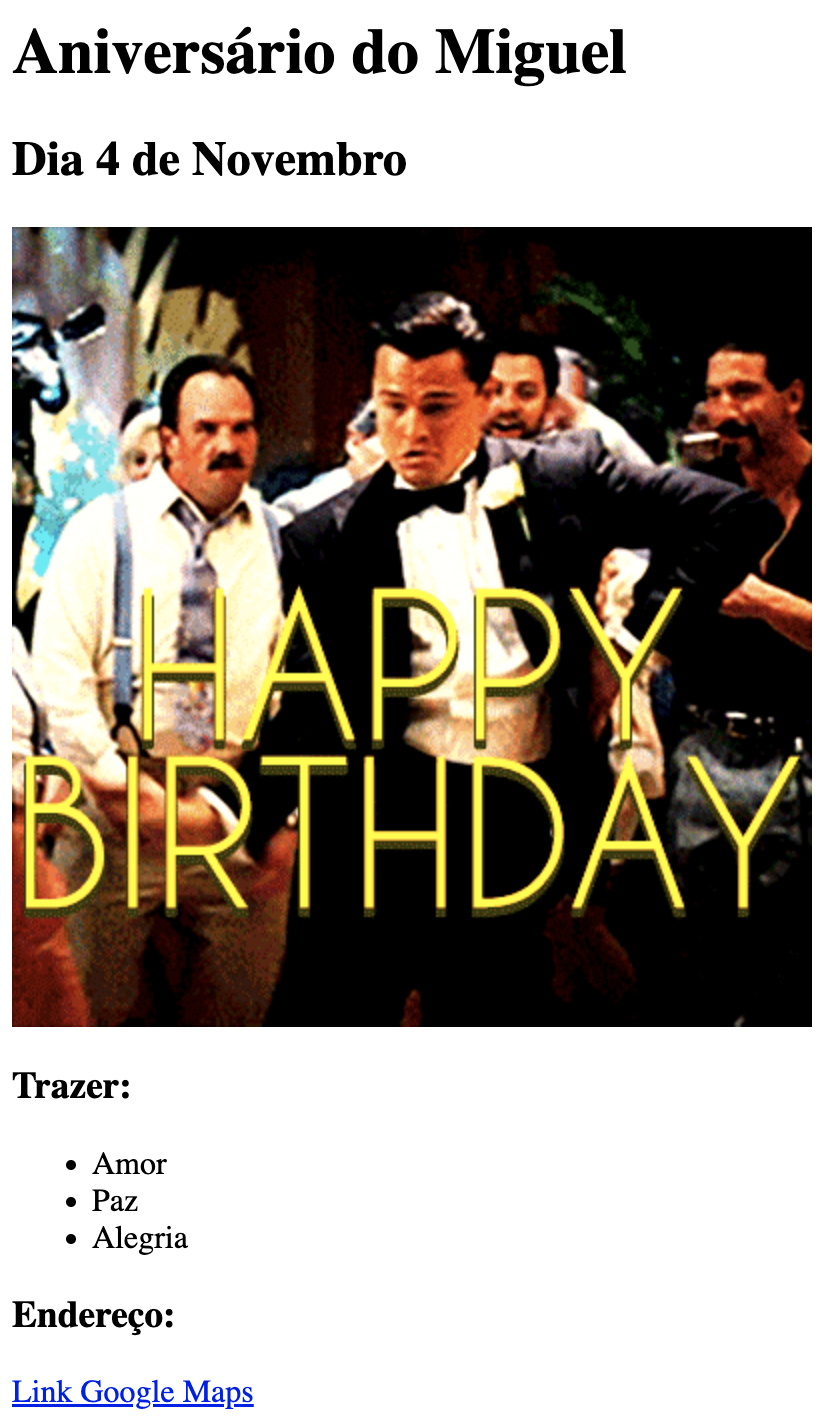 Aniversário do Miguel
Dia 4 de Novembro
HAPPY
BIRTHDAY
Trazer:
Amor
Paz
Alegria
Endereço:
Link Google Maps